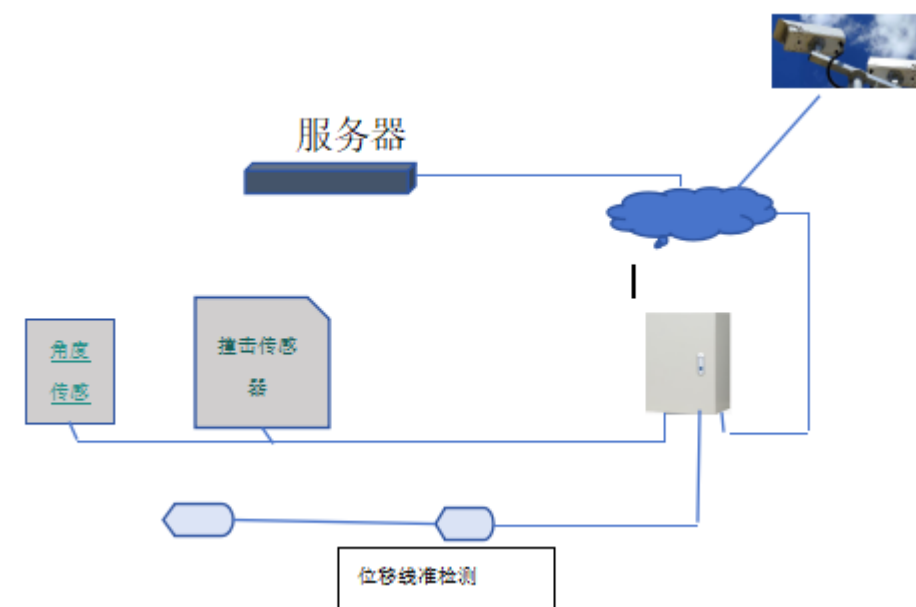 服务器
角度
传感
撞击传感
器
位移线准检测